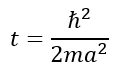 t = ℏ² / 2ma²